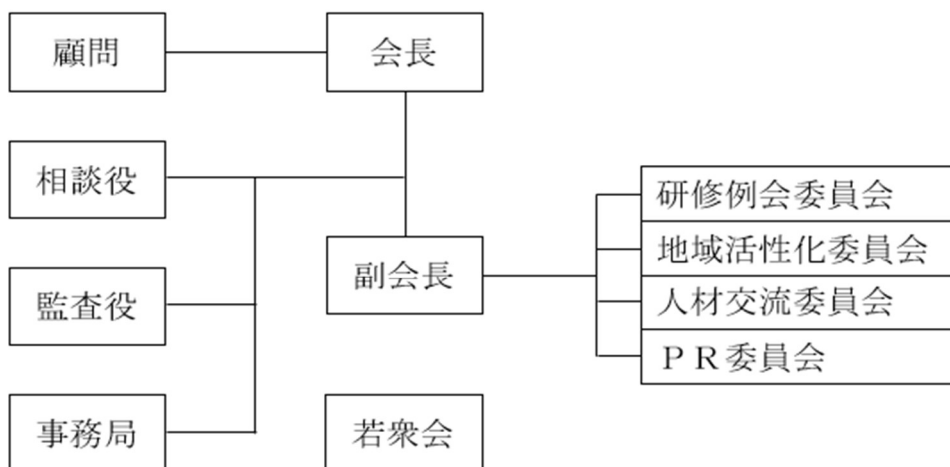 顧問
会長
相談役
副会長
監査役
事務局
若衆会
研修例会委員会
地域活性化委員会
人材交流委員会
ＰＲ委員会